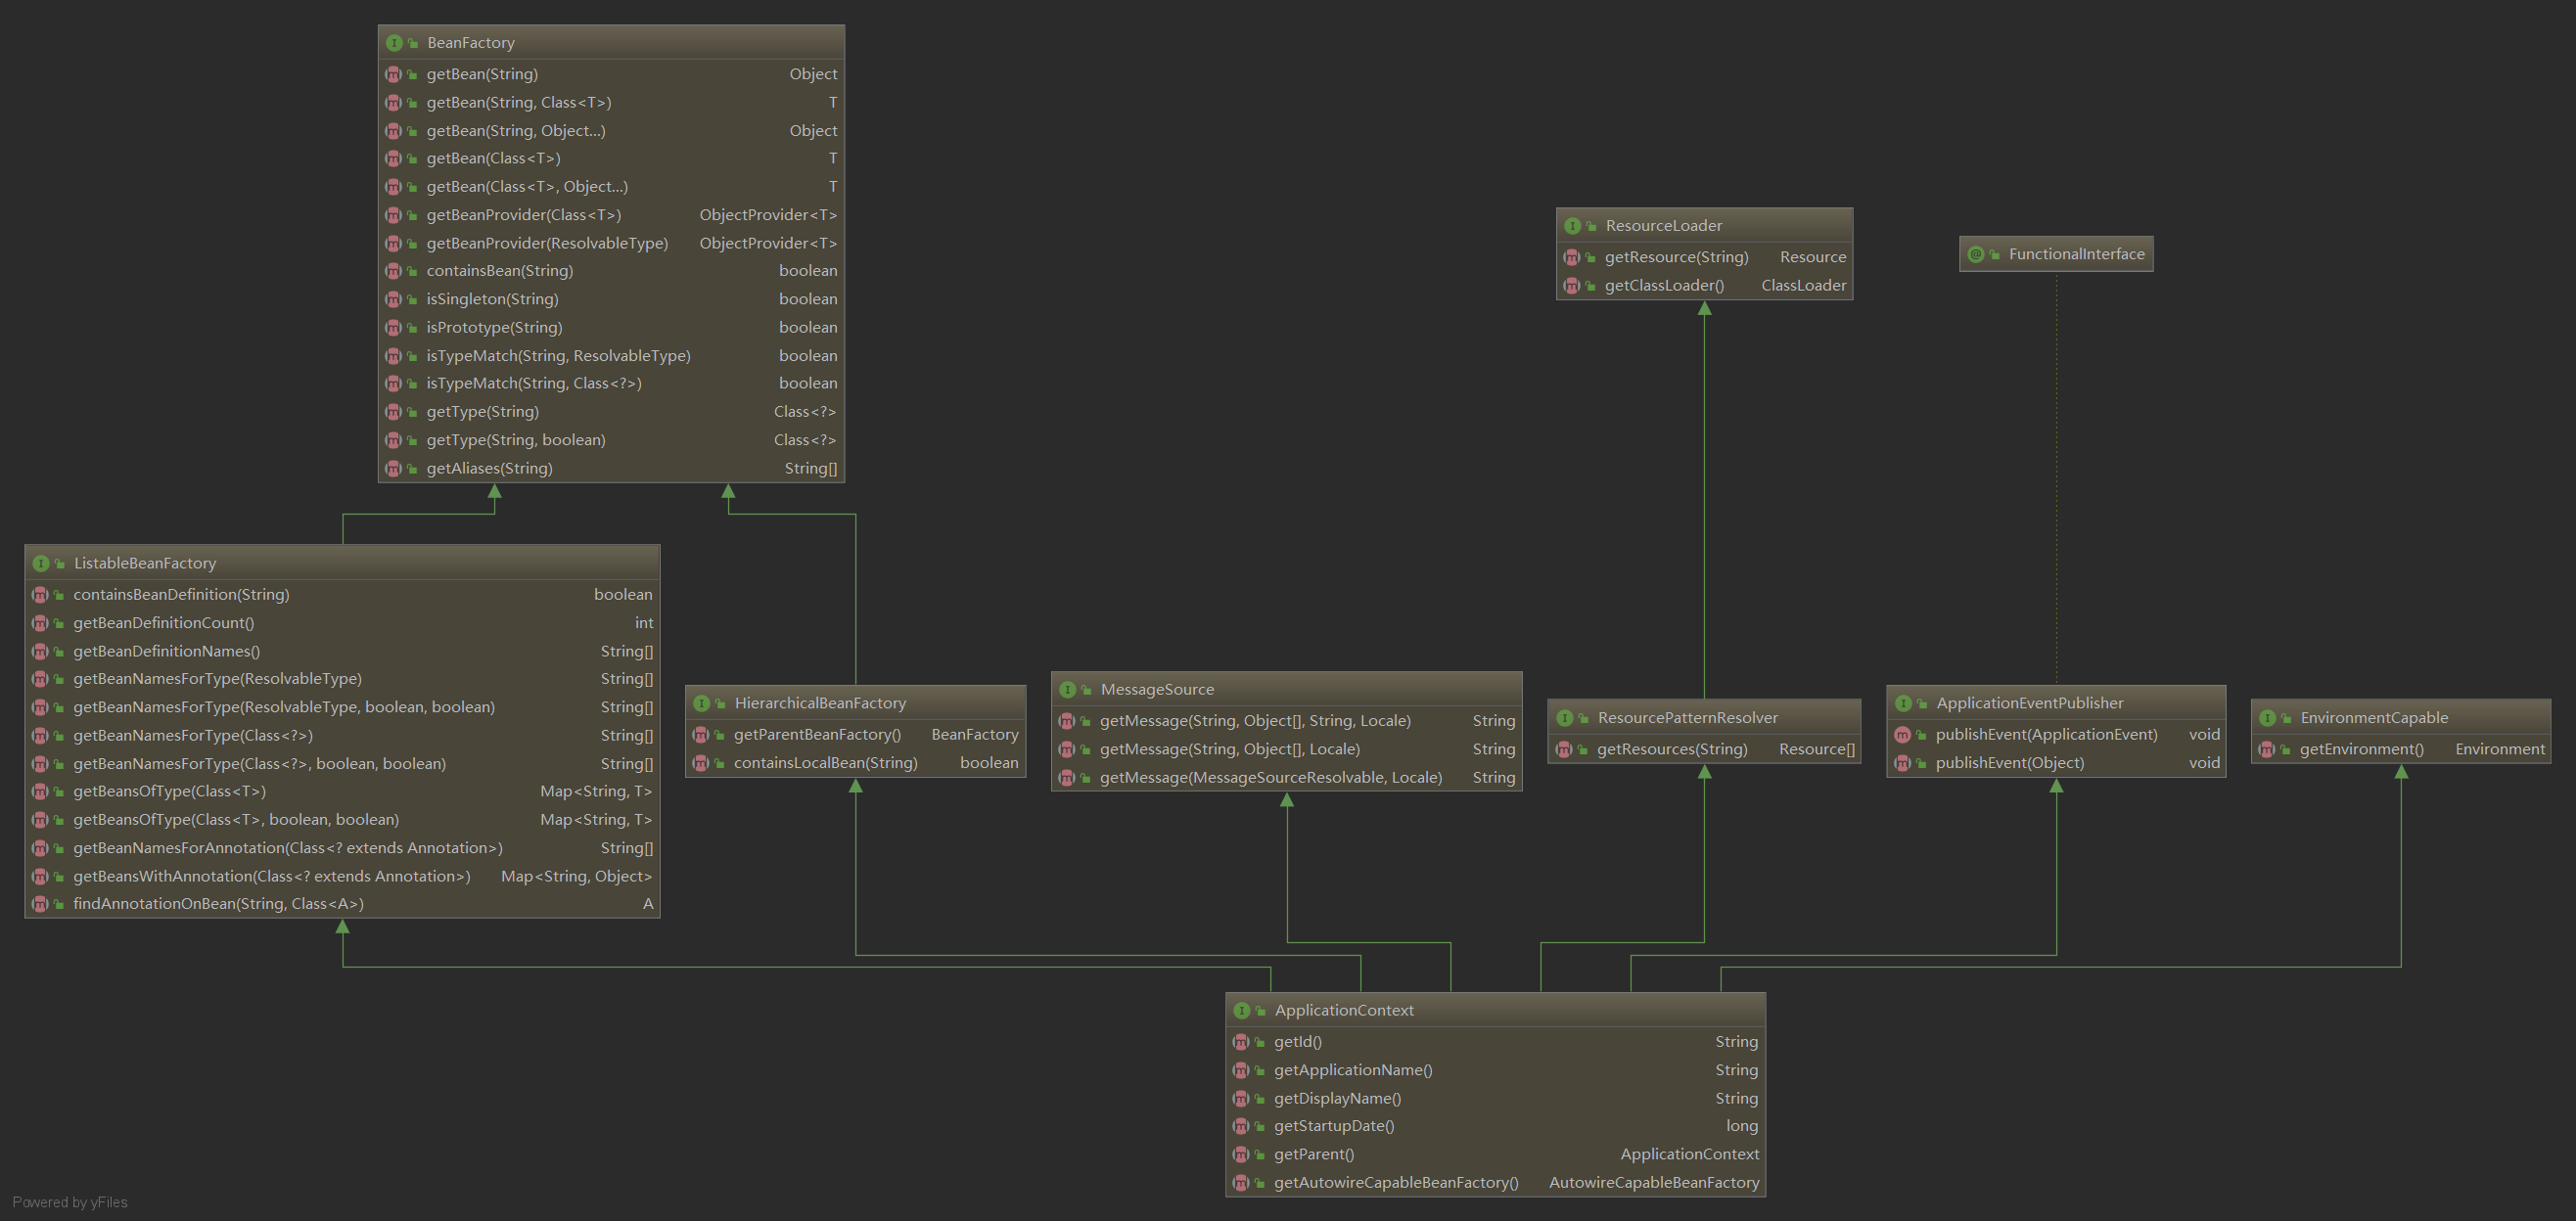 BeanFactory
getBean(String) Object
getBean(String, Class<T>) T
getBean(String, Object...) Object
getBean(Class<T>) T
getBean(Class<T>, Object...) T
getBeanProvider(Class<T>) ObjectProvider<T>
getBeanProvider(ResolvableType) ObjectProvider<T>
containsBean(String) boolean
isSingleton(String) boolean
isPrototype(String) boolean
isTypeMatch(String, ResolvableType) boolean
isTypeMatch(String, Class<?>) boolean
getType(String) Class<?>
getType(String, boolean) Class<?>
getAliases(String) String[]
ResourceLoader
getResource(String) Resource
getClassLoader() ClassLoader
FunctionalInterface
ListableBeanFactory
containsBeanDefinition(String) boolean
getBeanDefinitionCount() int
getBeanDefinitionNames() String[]
getBeanNamesForType(ResolvableType) String[]
getBeanNamesForType(ResolvableType, boolean, boolean) String[]
getBeanNamesForType(Class<?>) String[]
getBeanNamesForType(Class<?>, boolean, boolean) String[]
getBeansOfType(Class<T>) Map<String, T>
getBeansOfType(Class<T>, boolean, boolean) Map<String, T>
getBeanNamesForAnnotation(Class<? extends Annotation>) String[]
getBeansWithAnnotation(Class<? extends Annotation>) Map<String, Object>
findAnnotationOnBean(String, Class<A>) A
HierarchicalBeanFactory
getParentBeanFactory() BeanFactory
containsLocalBean(String) boolean
MessageSource
getMessage(String, Object[], String, Locale) String
getMessage(String, Object[], Locale) String
getMessage(MessageSourceResolvable, Locale) String
ResourcePatternResolver
getResources(String) Resource[]
ApplicationEventPublisher
publishEvent(ApplicationEvent) void
publishEvent(Object) void
EnvironmentCapable
getEnvironment() Environment
ApplicationContext
getId() String
getApplicationName() String
getDisplayName() String
getStartupDate() long
getParent() ApplicationContext
getAutowireCapableBeanFactory() AutowireCapableBeanFactory
Powered by yFiles